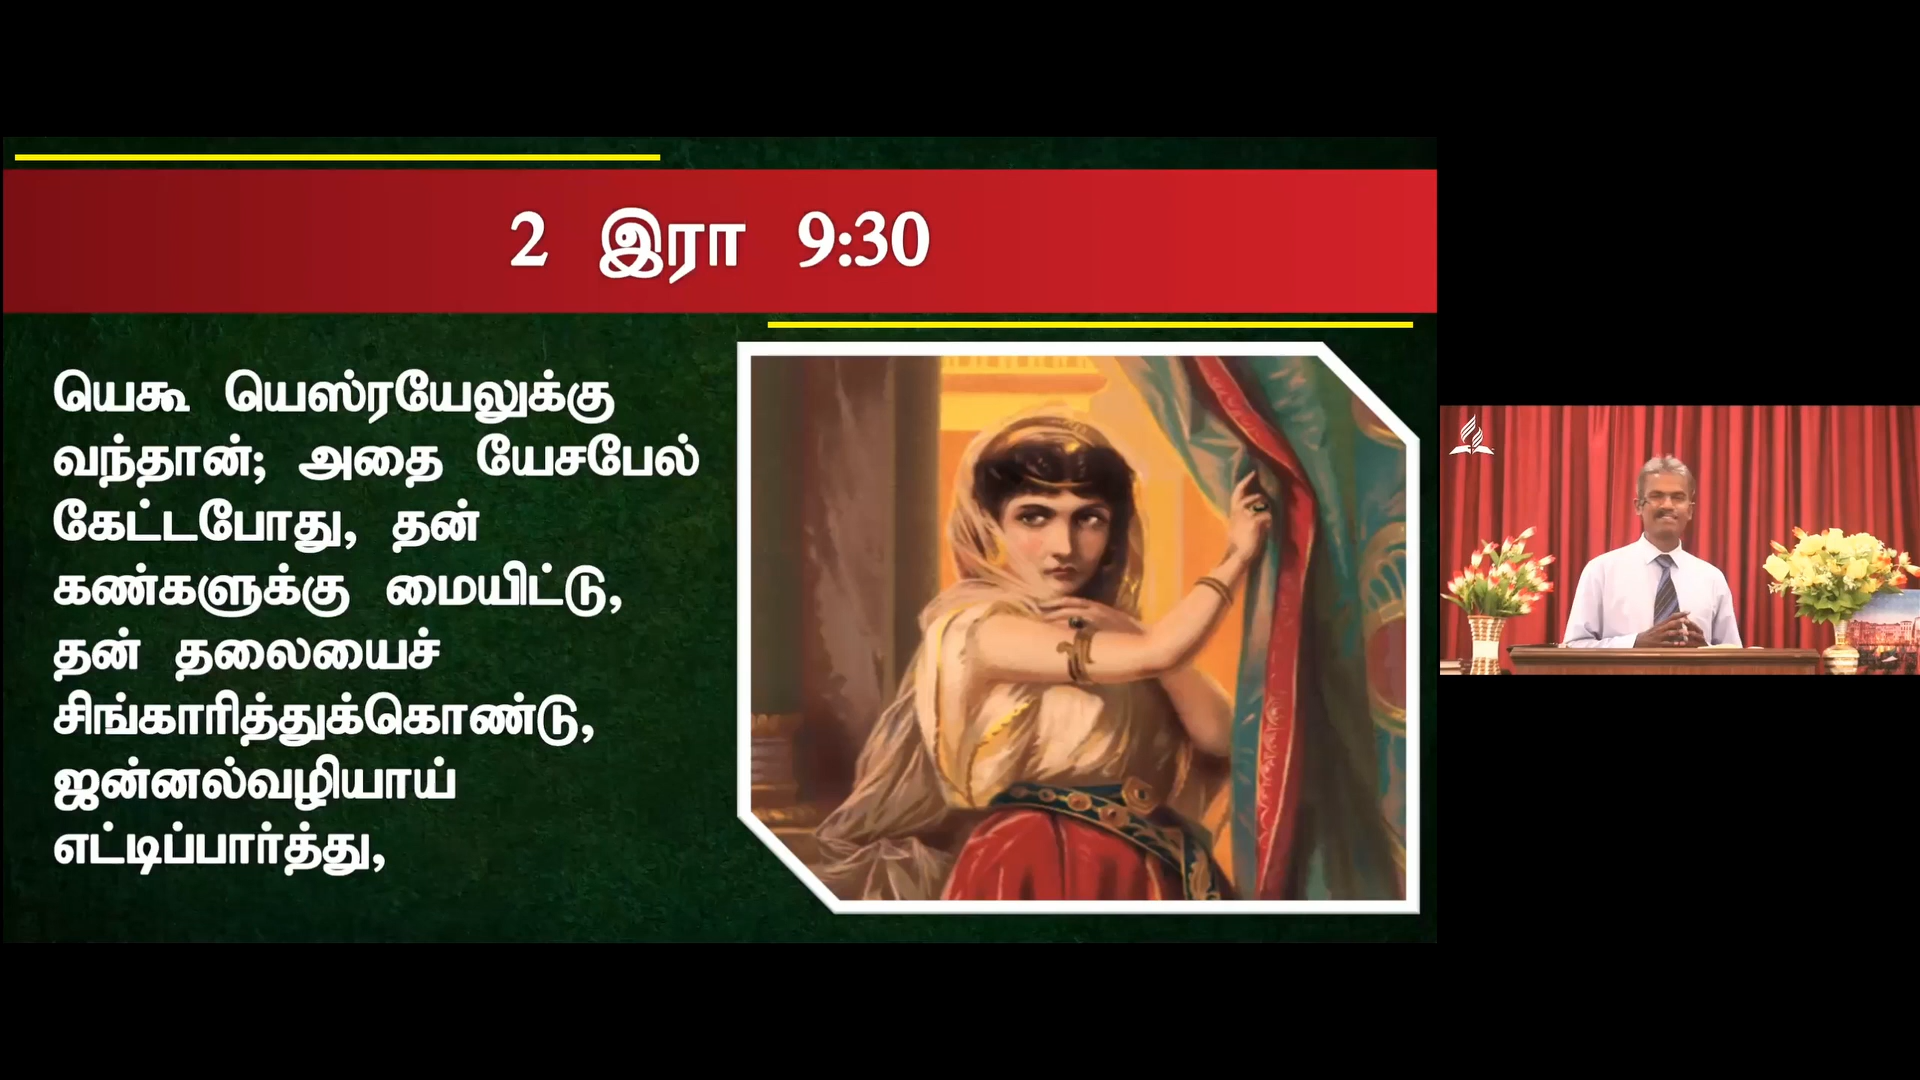 2 இரா 9:30
யெகூ யெஸ்ரயேலுக்கு
வந்தான்; அதை யேசபேல்
கேட்டபோது, தன்
கண்களுக்கு மையிட்டு,
தன் தலையைச்
சிங்காரித்துக்கொண்டு,
ஜன்னல்வழியாய்
எட்டிப்பார்த்து,